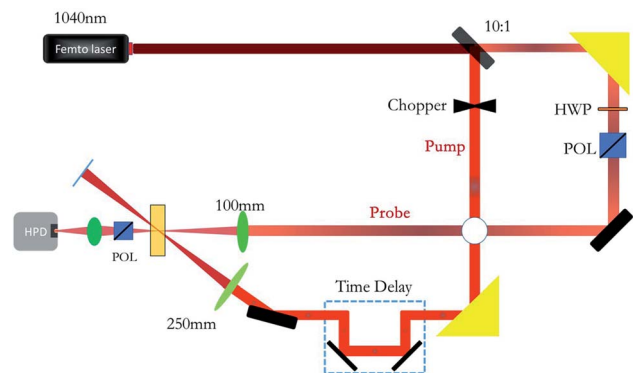 1040nm
Femto laser
10:1
Chopper
HWP
Pump
POL
100mm
Probe
HPD
POL
Time Delay
250mm